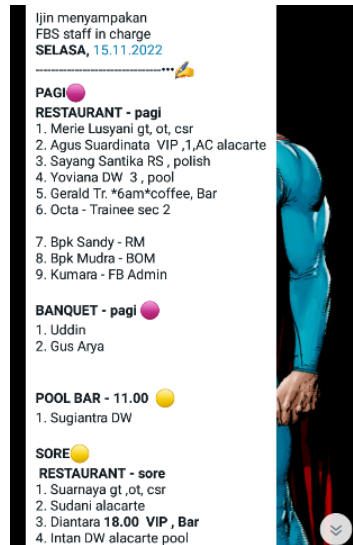 Ijin menyampakan
FBS staff in charge
SELASA, 15.11.2022
----------------------------------•••✍
PAGI
RESTAURANT - pagi
1. Merie Lusyani gt, ot, csr
2. Agus Suardinata  VIP ,1,AC alacarte
3. Sayang Santika RS , polish
4. Yoviana DW  3 , pool
5. Gerald Tr. *6am*coffee, Bar
6. Octa - Trainee sec 2
7. Bpk Sandy - RM
8. Bpk Mudra - BOM
9. Kumara - FB Admin
BANQUET - pagi
1. Uddin
2. Gus Arya
POOL BAR - 11.00
1. Sugiantra DW
SORE
RESTAURANT - sore
1. Suarnaya gt ,ot, csr
2. Sudani alacarte
3. Diantara 18.00  VIP , Bar
4. Intan DW alacarte pool